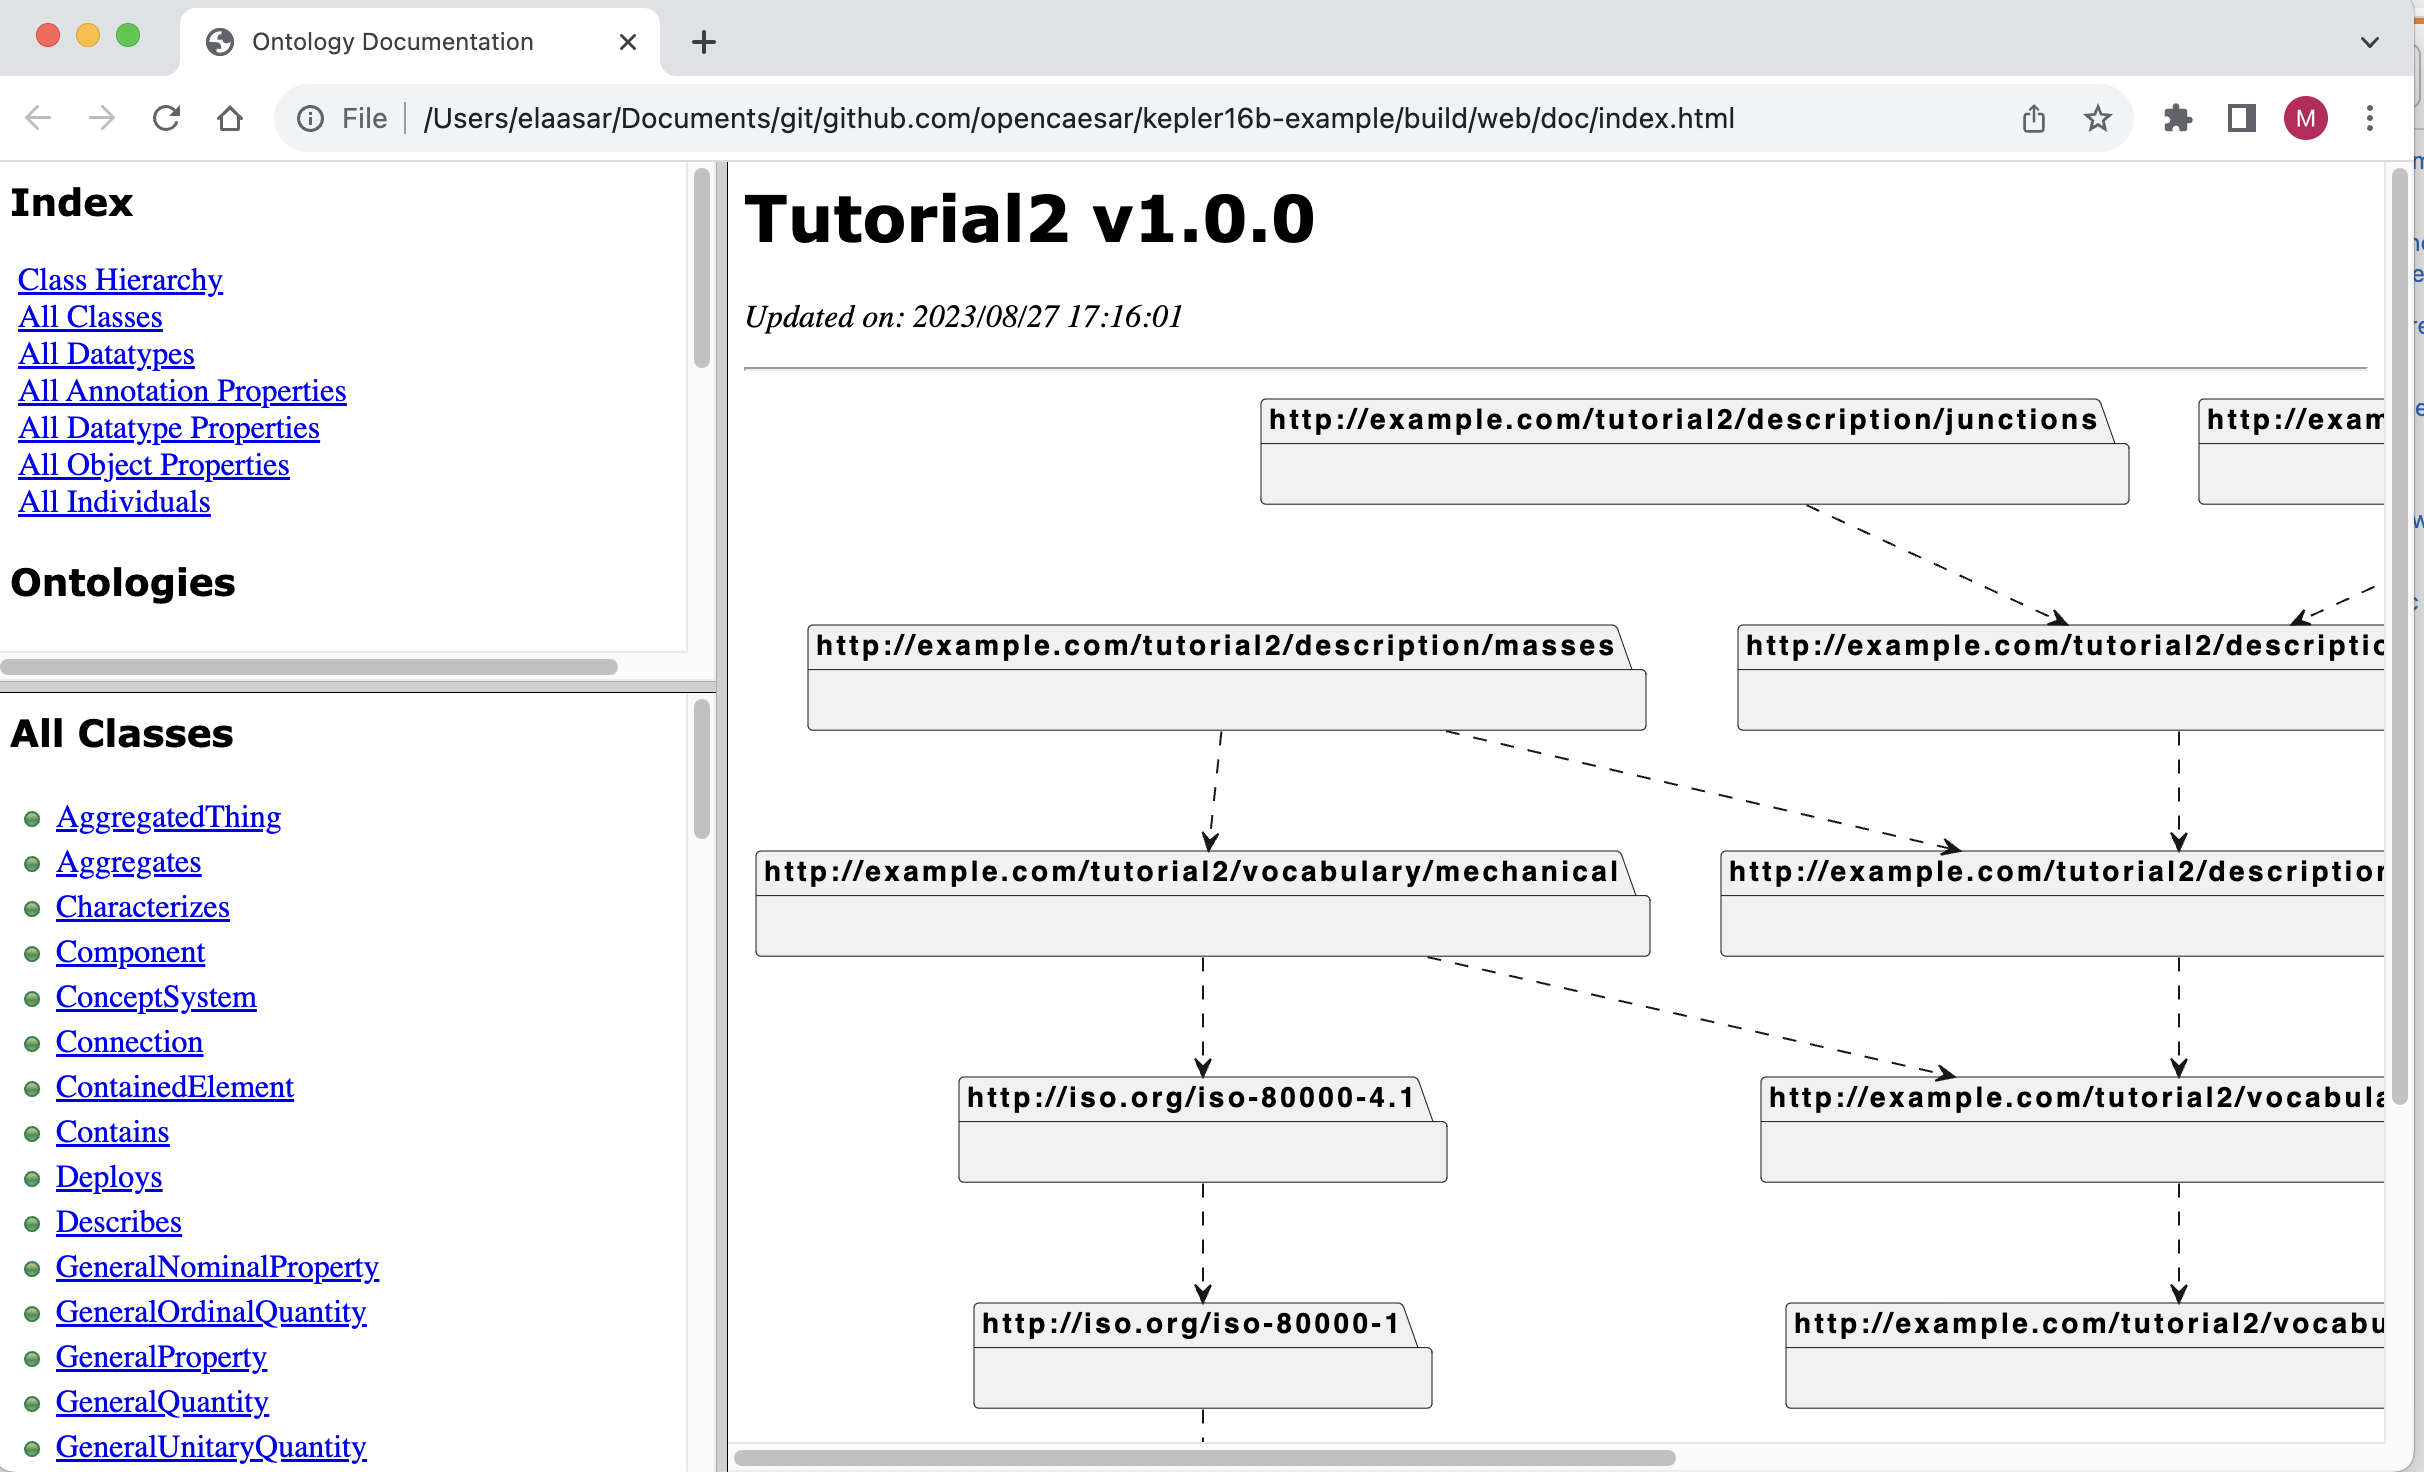 Ontology Documentation
File /Users/elaasar/Documents/git/github.com/opencaesar/kepler16b-example/build/web/doc/index.html
M
Index
Class Hierarchy
All Classes
All Datatypes
All Annotation Properties
All Datatype Properties
All Object Properties
All Individuals
Ontologies
All Classes
AggregatedThing
Aggregates
Characterizes
Component
ConceptSystem
Connection
ContainedElement
Contains
Deploys
Describes
GeneralNominalProperty
GeneralOrdinalQuantity
GeneralProperty
GeneralQuantity
GeneralUnitaryQuantity
Tutorial2 v1.0.0
Updated on: 2023/08/27 17:16:01
http://example.com/tutorial2/description/junctions
http://exam
http://example.com/tutorial2/description/masses
http://example.com/tutorial2/descriptio
http://example.com/tutorial2/vocabulary/mechanical
http://example.com/tutorial2/description
http://iso.org/iso-80000-4.1
http://example.com/tutorial2/vocabula
http://iso.org/iso-80000-1
http://example.com/tutorial2/vocabu